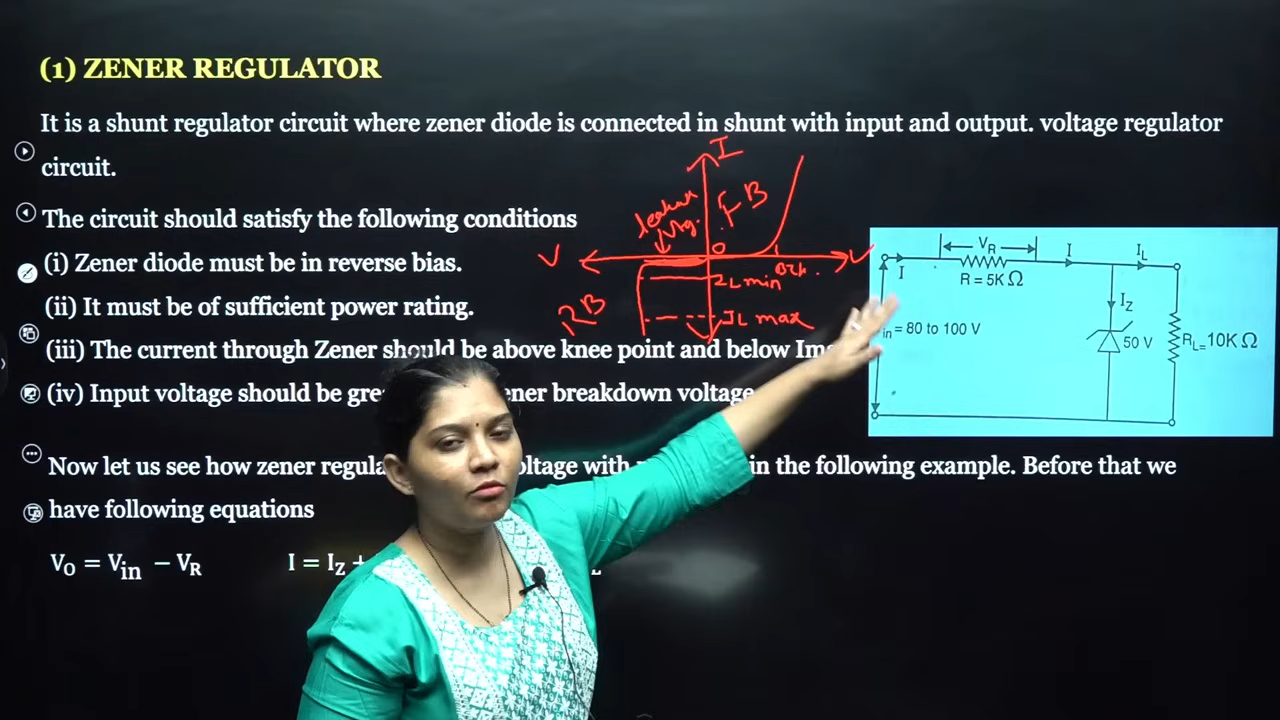 (1) ZENER REGULATOR
It is a shunt regulator circuit where zener diode is connected in shunt with input and output. voltage regulator
circuit.
The circuit should satisfy the following conditions
(i) Zener diode must be in reverse bias.
(ii) It must be of sufficient power rating.
(iii) The current through Zener should be above knee point and below
(iv) Input voltage should be breakdown voltage
Now let us see how zener in the following example. Before that we
have following equations
V₀ = Vin − VR
I = IZ +
I
FB
V
O
V
RB
IL max
VR
I
R = 5K Ω
I
IL
in = 80 to 100 V
IZ
50 V
RL= 10K Ω